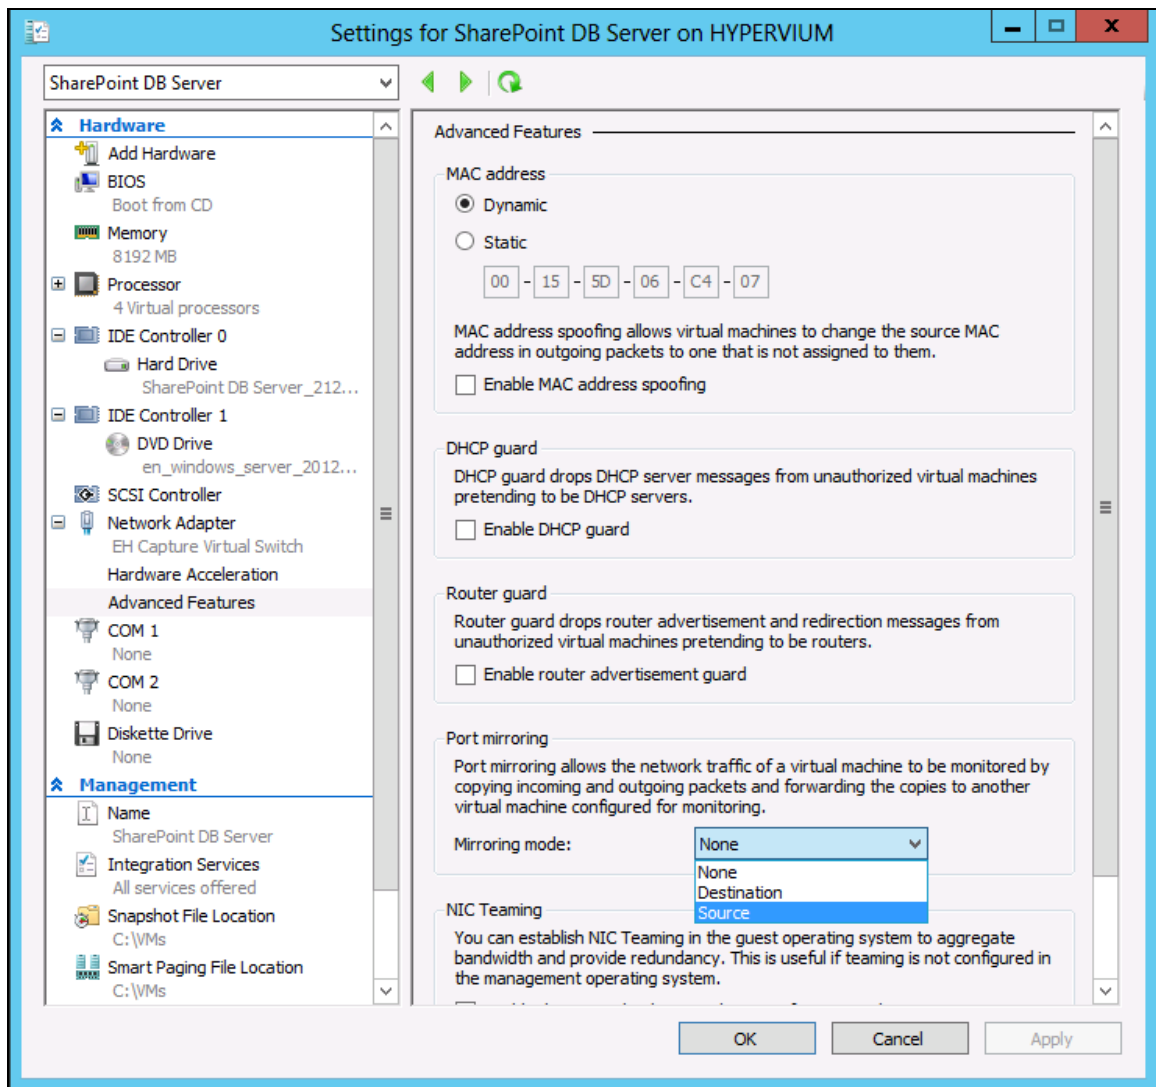 Settings for SharePoint DB Server on HYPERVIUM
SharePoint DB Server
Hardware
Add Hardware
BIOS
Boot from CD
Memory
8192 MB
Processor
4 Virtual processors
IDE Controller 0
Hard Drive
SharePoint DB Server_212...
IDE Controller 1
DVD Drive
en_windows_server_2012...
SCSI Controller
Network Adapter
EH Capture Virtual Switch
Hardware Acceleration
Advanced Features
COM 1
None
COM 2
None
Diskette Drive
None
Management
Name
SharePoint DB Server
Integration Services
All services offered
Snapshot File Location
C:\VMs
Smart Paging File Location
C:\VMs
Advanced Features
MAC address
Dynamic
Static
00 - 15 - 5D - 06 - C4 - 07
MAC address spoofing allows virtual machines to change the source MAC
address in outgoing packets to one that is not assigned to them.
Enable MAC address spoofing
DHCP guard
DHCP guard drops DHCP server messages from unauthorized virtual machines
pretending to be DHCP servers.
Enable DHCP guard
Router guard
Router guard drops router advertisement and redirection messages from
unauthorized virtual machines pretending to be routers.
Enable router advertisement guard
Port mirroring
Port mirroring allows the network traffic of a virtual machine to be monitored by
copying incoming and outgoing packets and forwarding the copies to another
virtual machine configured for monitoring.
Mirroring mode: None
None
Destination
Source
NIC Teaming
You can establish NIC Teaming in the guest operating system to aggregate
bandwidth and provide redundancy. This is useful if teaming is not configured in
the management operating system.
OK Cancel Apply